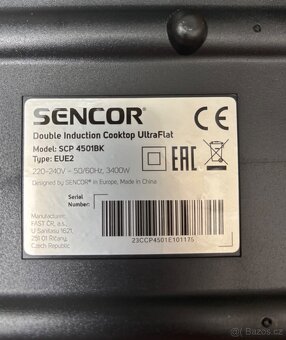 SENCOR®
Double Induction Cooktop UltraFlat
Model: SCP 4501BK
Type: EUE2
220-240V ~ 50/60Hz, 3400W
Designed by SENCOR® in Europe, Made in China
CE
EAC
Serial
Number:
Manufacturer:
FAST ČR, a.s.
U Sanitasu 1621,
251 01 Říčany,
Czech Republic
23CCP4501E101175
Bazoš.cz